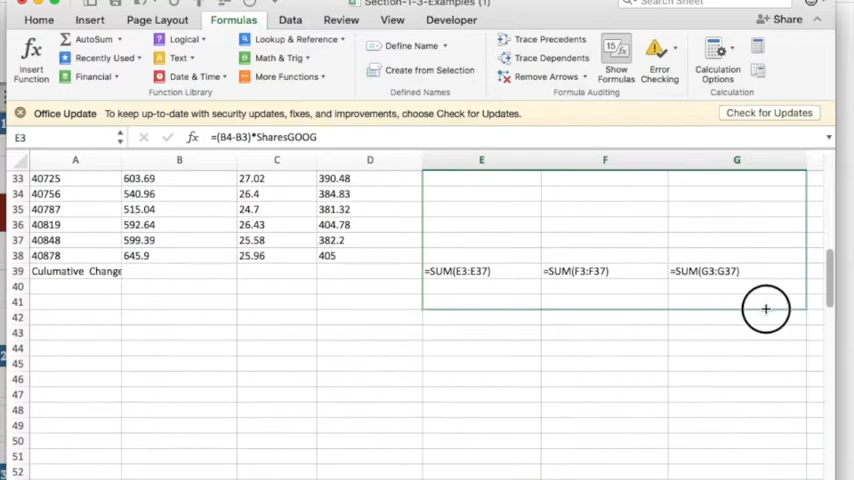 Section-1-3-Examples (1)
Search Sheet
Home Insert Page Layout Formulas Data Review View Developer Share
fx Insert Function
AutoSum
Recently Used
Financial
Logical
Text
Date & Time
Lookup & Reference
Math & Trig
More Functions
Function Library
Define Name
Create from Selection
Defined Names
Trace Precedents
Trace Dependents
Remove Arrows
15 Show Formulas
Error Checking
Formula Auditing
Calculation Options
Calculation
Office Update To keep up-to-date with security updates, fixes, and improvements, choose Check for Updates. Check for Updates
E3 fx =(B4-B3)*SharesGOOG
A B C D E F G
33 40725 603.69 27.02 390.48
34 40756 540.96 26.4 384.83
35 40787 515.04 24.7 381.32
36 40819 592.64 26.43 404.78
37 40848 599.39 25.58 382.2
38 40878 645.9 25.96 405
39 Culumative Change =SUM(E3:E37) =SUM(F3:F37) =SUM(G3:G37)
40
41
42
43
44
45
46
47
48
49
50
51
52